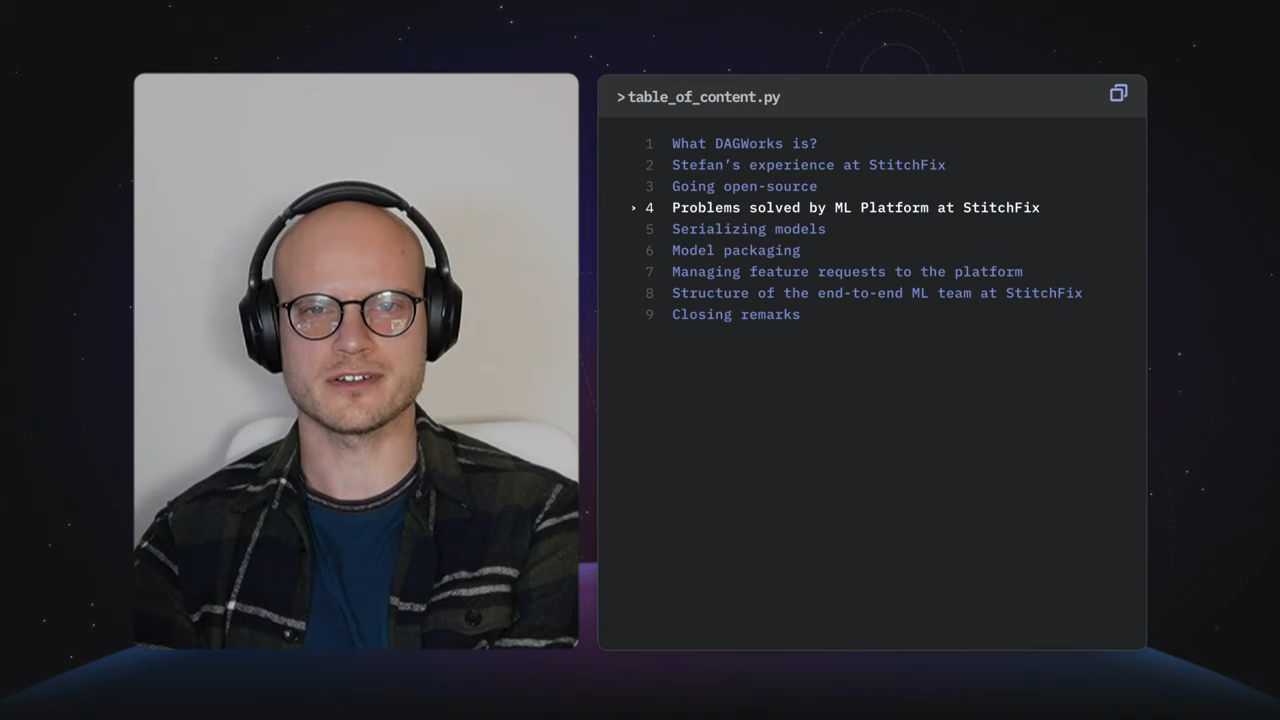 >table_of_content.py
1 What DAGWorks is?
2 Stefan’s experience at StitchFix
3 Going open-source
› 4 Problems solved by ML Platform at StitchFix
5 Serializing models
6 Model packaging
7 Managing feature requests to the platform
8 Structure of the end-to-end ML team at StitchFix
9 Closing remarks